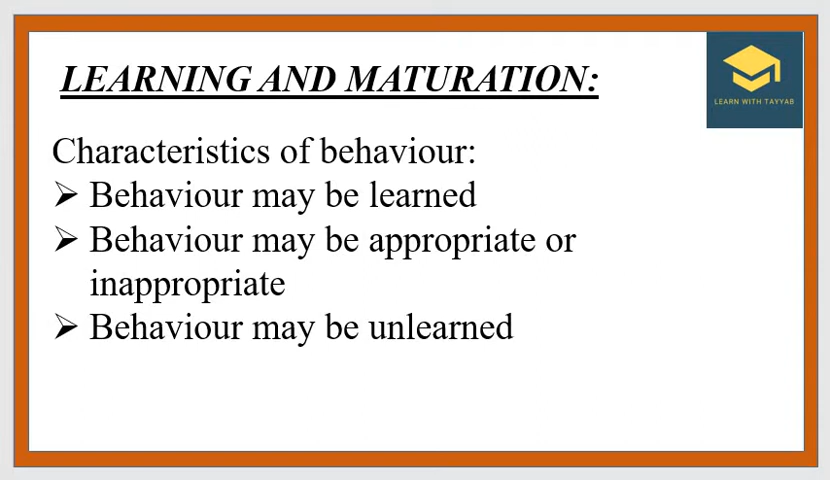 LEARNING AND MATURATION:
LEARN WITH TAYYAB
Characteristics of behaviour:
➢ Behaviour may be learned
➢ Behaviour may be appropriate or
inappropriate
➢ Behaviour may be unlearned